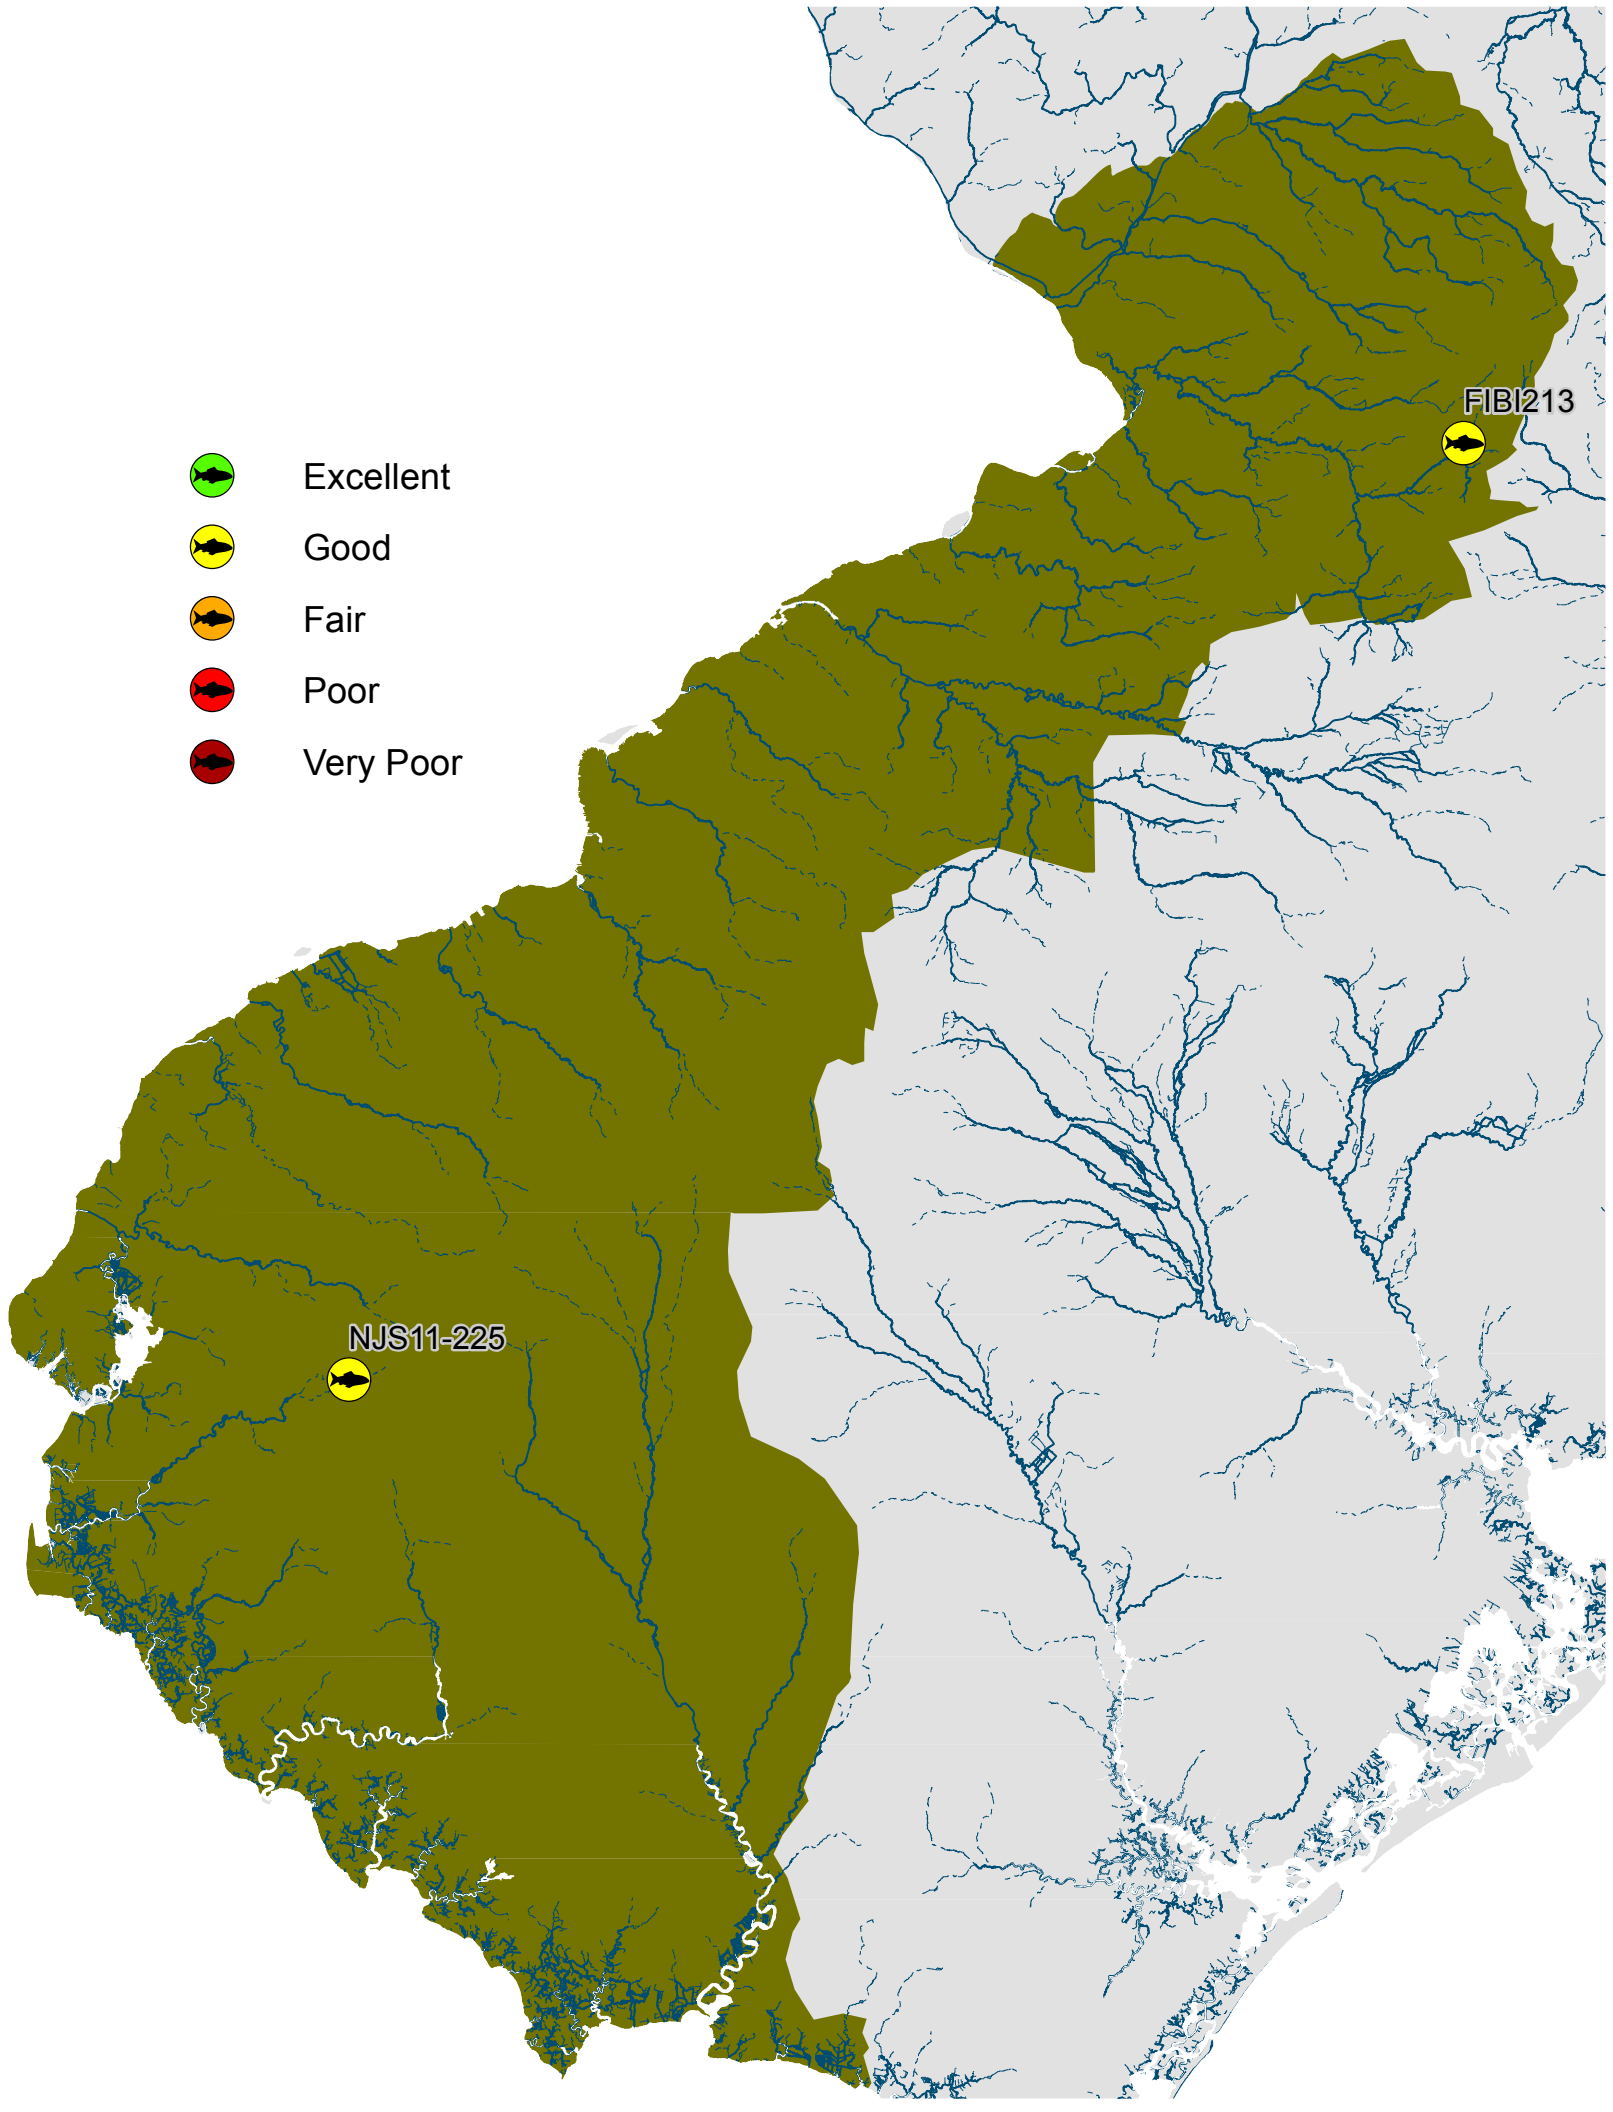 FIBI213
Excellent
Good
Fair
Poor
Very Poor
NJS11-225